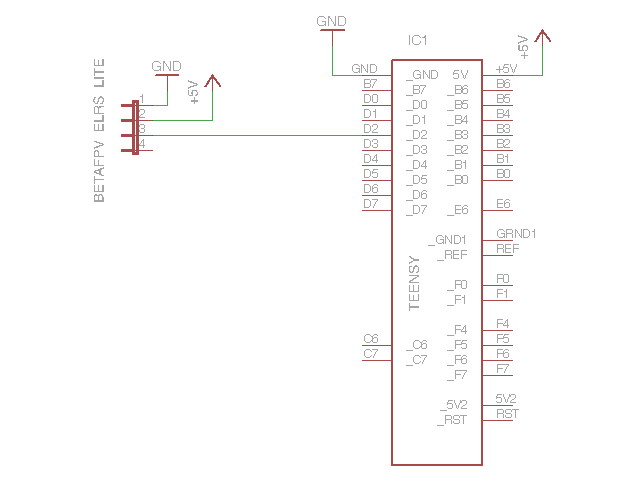 GND
IC1
+5V
GND
+5V
BETAFPV ELRS LITE
1
2
3
4
GND _GND 5V +5V
B7 _B7 _B6 B6
D0 _D0 _B5 B5
D1 _D1 _B4 B4
D2 _D2 _B3 B3
D3 _D3 _B2 B2
D4 _D4 _B1 B1
D5 _D5 _B0 B0
D6 _D6
D7 _D7 _E6 E6
_GND1 GRND1
_REF REF
TEENSY
_F0 F0
_F1 F1
_F4 F4
C6 _C6 _F5 F5
C7 _C7 _F6 F6
_F7 F7
_5V2 5V2
_RST RST